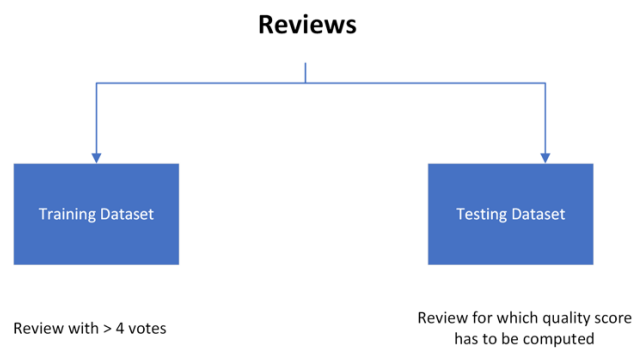 Reviews
Training Dataset
Testing Dataset
Review with > 4 votes
Review for which quality score
has to be computed